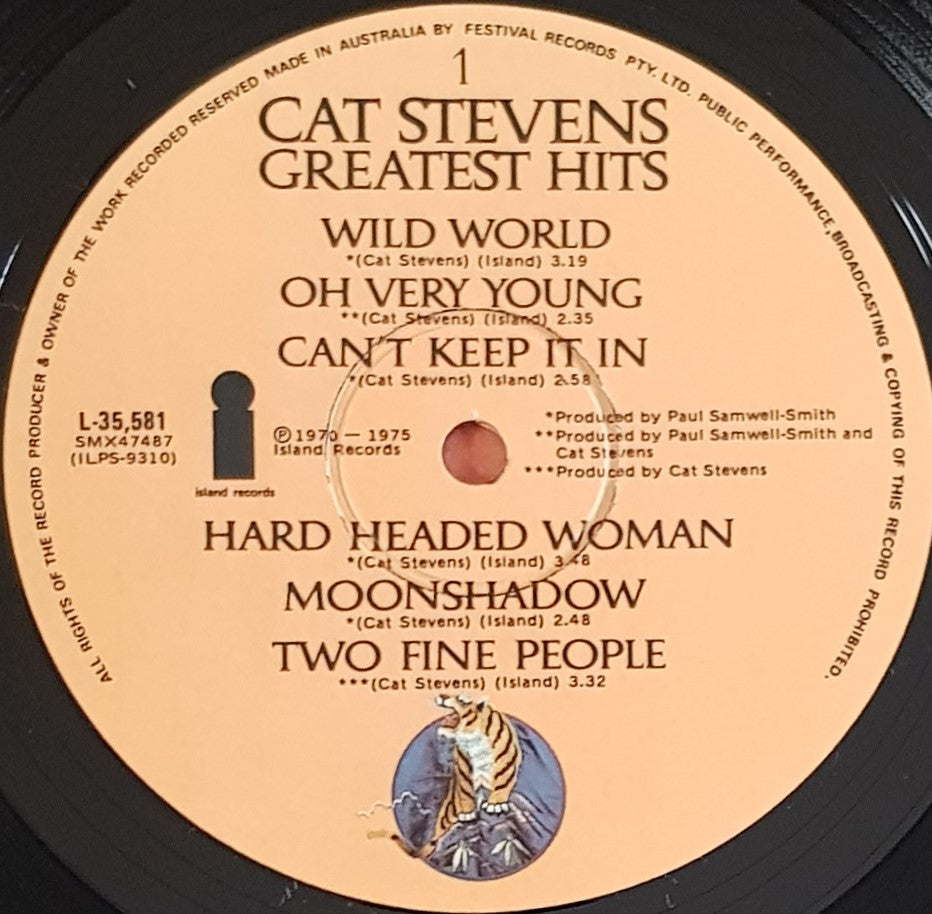 ALL RIGHTS OF THE RECORD PRODUCER & OWNER OF THE WORK RECORDED RESERVED MADE IN AUSTRALIA BY FESTIVAL RECORDS PTY. LTD. PUBLIC PERFORMANCE, BROADCASTING & COPYING OF THIS RECORD PROHIBITED.
1
CAT STEVENS
GREATEST HITS
WILD WORLD
*(Cat Stevens) (Island) 3.19
OH VERY YOUNG
**(Cat Stevens) (Island) 2.35
CAN'T KEEP IT IN
*(Cat Stevens) (Island) 2.58
L-35,581
SMX47487
(ILPS-9310)
island records
℗1970 — 1975
Island Records
*Produced by Paul Samwell-Smith
**Produced by Paul Samwell-Smith and
Cat Stevens
***Produced by Cat Stevens
HARD HEADED WOMAN
*(Cat Stevens) (Island) 3.48
MOONSHADOW
*(Cat Stevens) (Island) 2.48
TWO FINE PEOPLE
***(Cat Stevens) (Island) 3.32